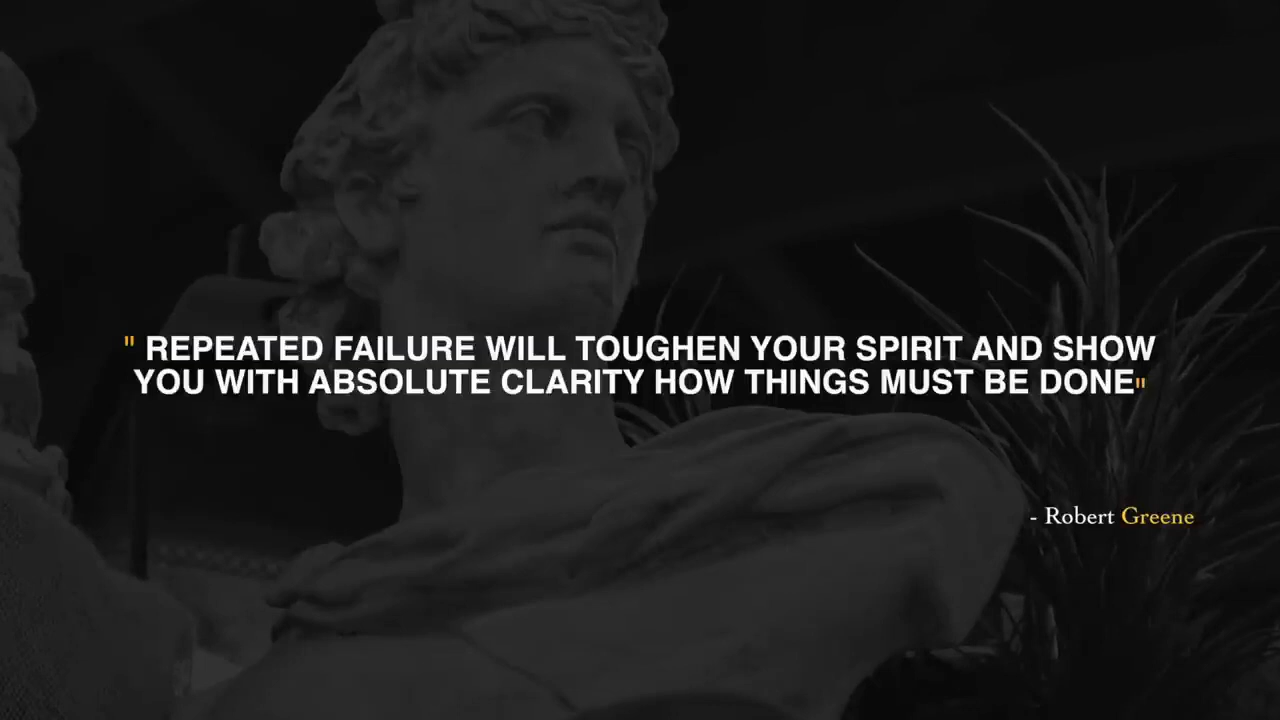 " REPEATED FAILURE WILL TOUGHEN YOUR SPIRIT AND SHOW
YOU WITH ABSOLUTE CLARITY HOW THINGS MUST BE DONE"
- Robert Greene